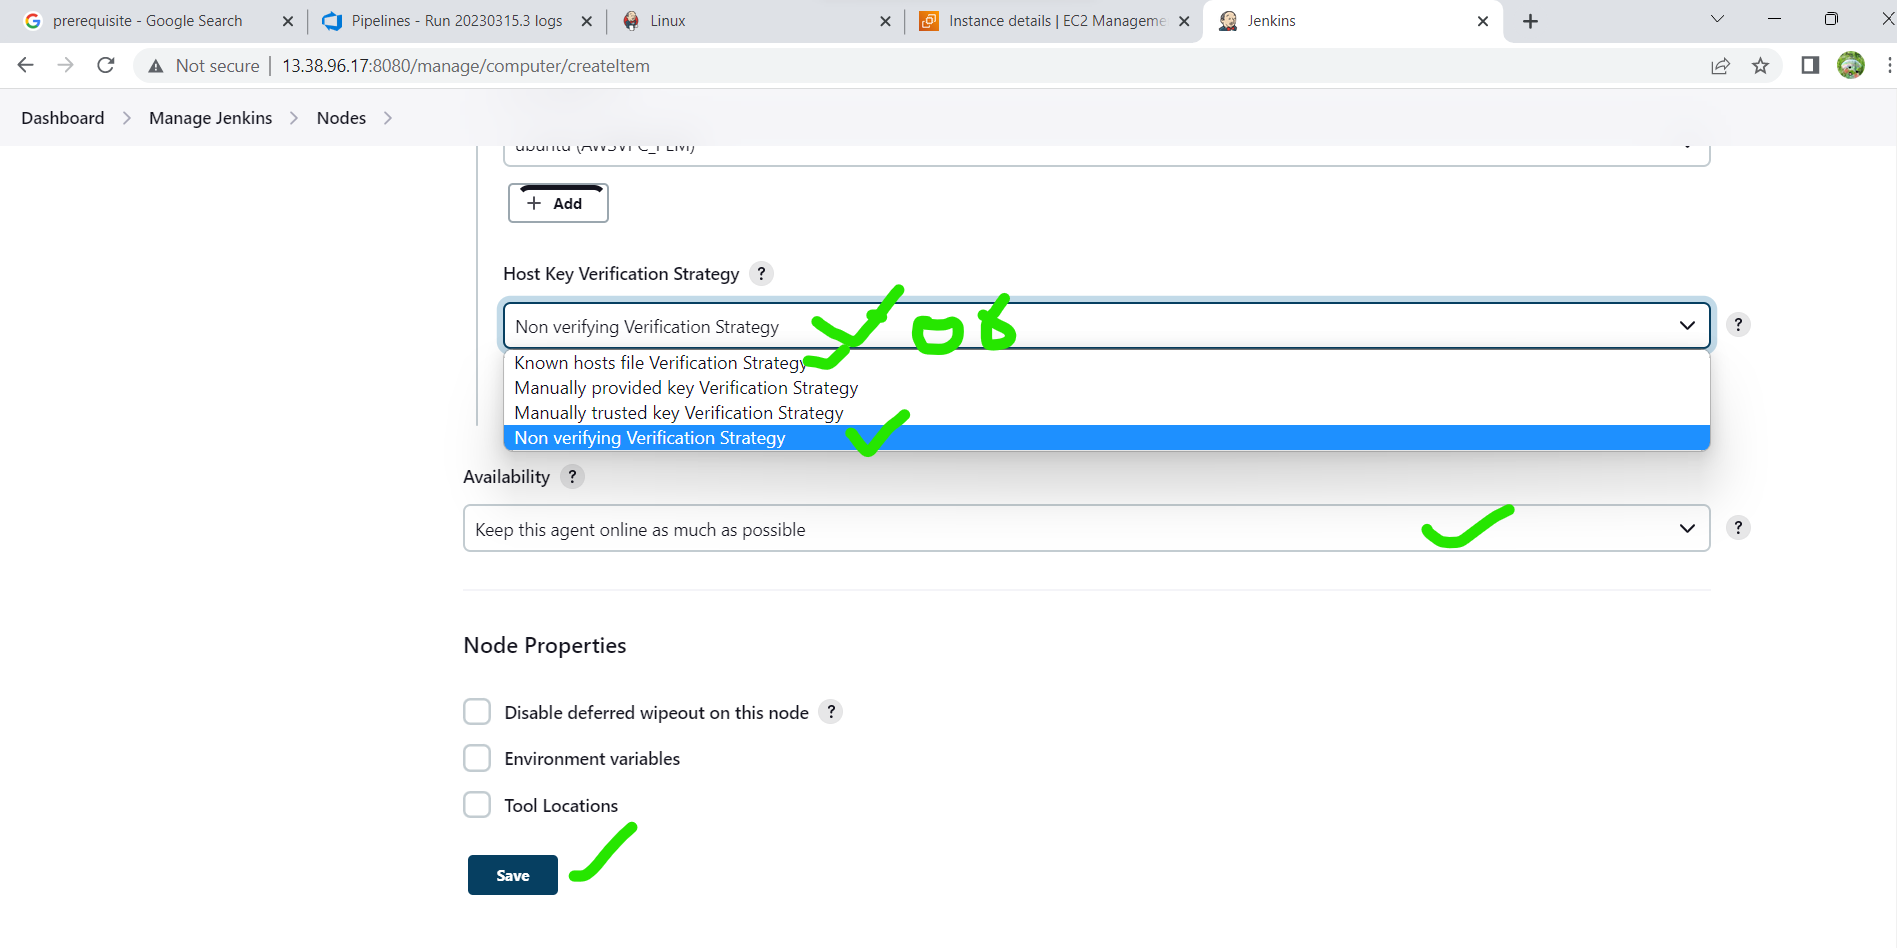 prerequisite - Google Search
Pipelines - Run 20230315.3 logs
Linux
Instance details | EC2 Manageme
Jenkins
Not secure | 13.38.96.17:8080/manage/computer/createItem
Dashboard
Manage Jenkins
Nodes
ubuntu (AWSVPC_PEM)
+ Add
Host Key Verification Strategy ?
Non verifying Verification Strategy
?
Known hosts file Verification Strategy
Manually provided key Verification Strategy
Manually trusted key Verification Strategy
Non verifying Verification Strategy
Availability ?
Keep this agent online as much as possible
?
Node Properties
Disable deferred wipeout on this node ?
Environment variables
Tool Locations
Save